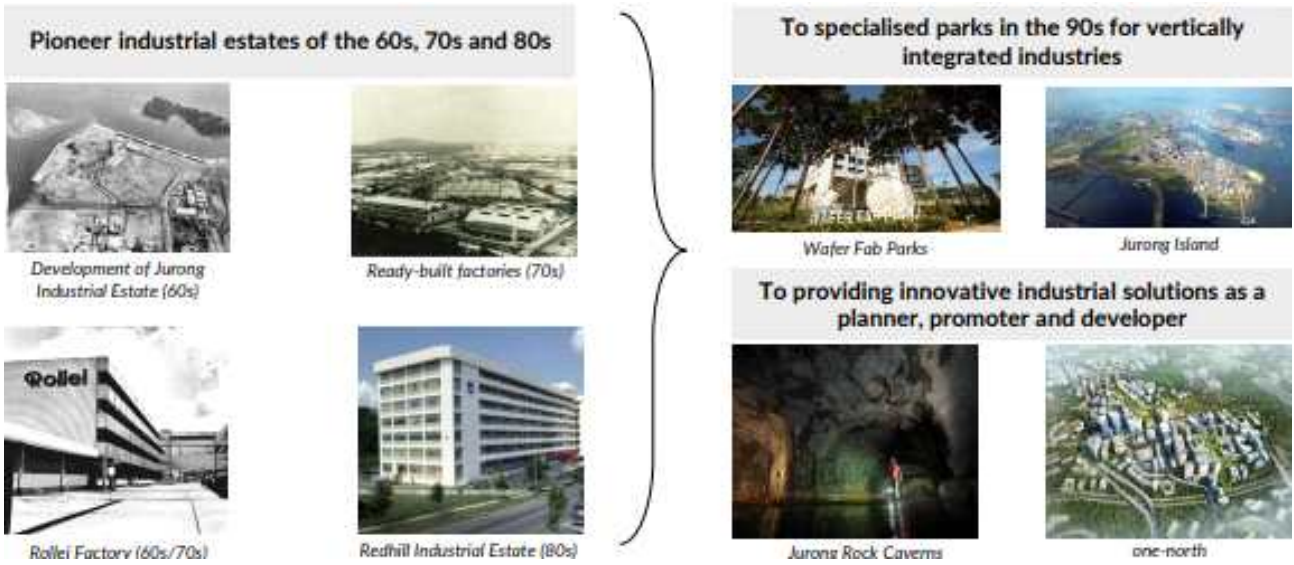 Pioneer industrial estates of the 60s, 70s and 80s
Development of Jurong
Industrial Estate (60s)
Ready-built factories (70s)
Rollei
Rollei Factory (60s/70s)
Redhill Industrial Estate (80s)
To specialised parks in the 90s for vertically
integrated industries
Wafer Fab Parks
Jurong Island
To providing innovative industrial solutions as a
planner, promoter and developer
Jurong Rock Caverns
one-north